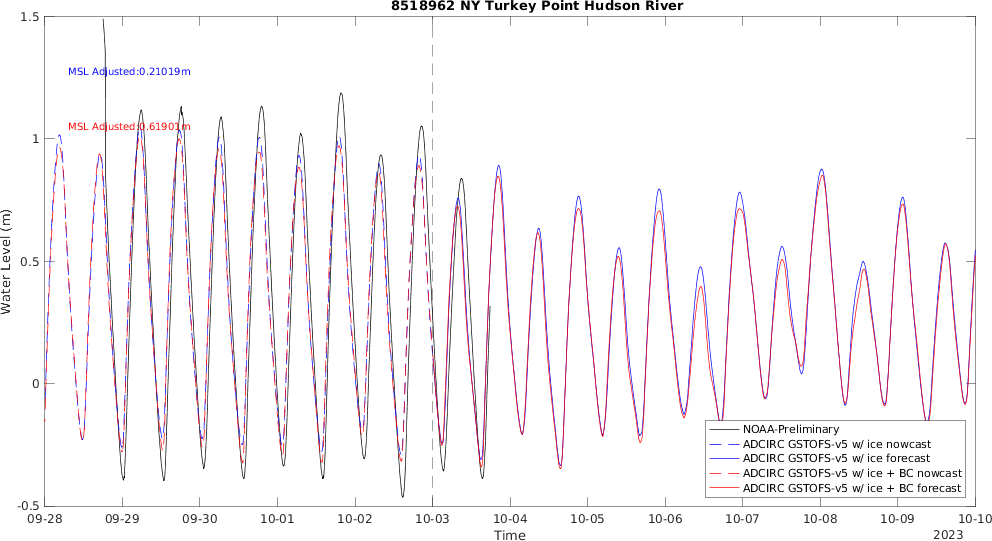 8518962 NY Turkey Point Hudson River
1.5
MSL Adjusted:0.21019m
MSL Adjusted:0.61901m
1
0.5
Water Level (m)
0
NOAA-Preliminary
ADCIRC GSTOFS-v5 w/ ice nowcast
ADCIRC GSTOFS-v5 w/ ice forecast
ADCIRC GSTOFS-v5 w/ ice + BC nowcast
ADCIRC GSTOFS-v5 w/ ice + BC forecast
-0.5
09-28 09-29 09-30 10-01 10-02 10-03 10-04 10-05 10-06 10-07 10-08 10-09 10-10
Time
2023